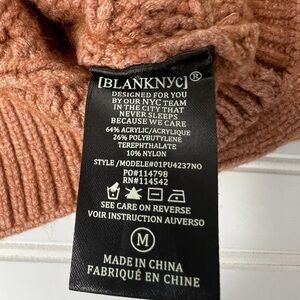 [BLANKNYC]®
DESIGNED FOR YOU
BY OUR NYC TEAM
IN THE CITY THAT
NEVER SLEEPS
BECAUSE WE CARE
64% ACRYLIC/ACRYLIQUE
26% POLYBUTYLENE
TEREPHTHALATE
10% NYLON
STYLE/MODELE#01PU4237NO
PO#114798
RN#114542
SEE CARE ON REVERSE
VOIR INSTRUCTION AUVERSO
M
MADE IN CHINA
FABRIQUÉ EN CHINE